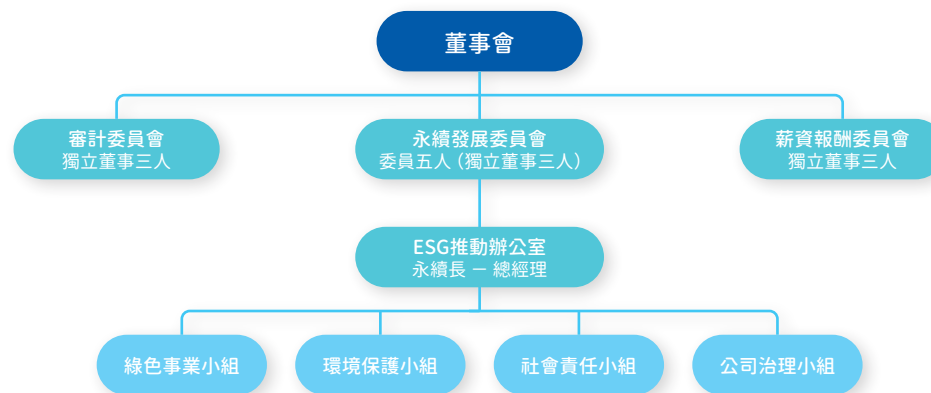 董事會
審計委員會
獨立董事三人
永續發展委員會
委員五人（獨立董事三人）
薪資報酬委員會
獨立董事三人
ESG推動辦公室
永續長 － 總經理
綠色事業小組
環境保護小組
社會責任小組
公司治理小組